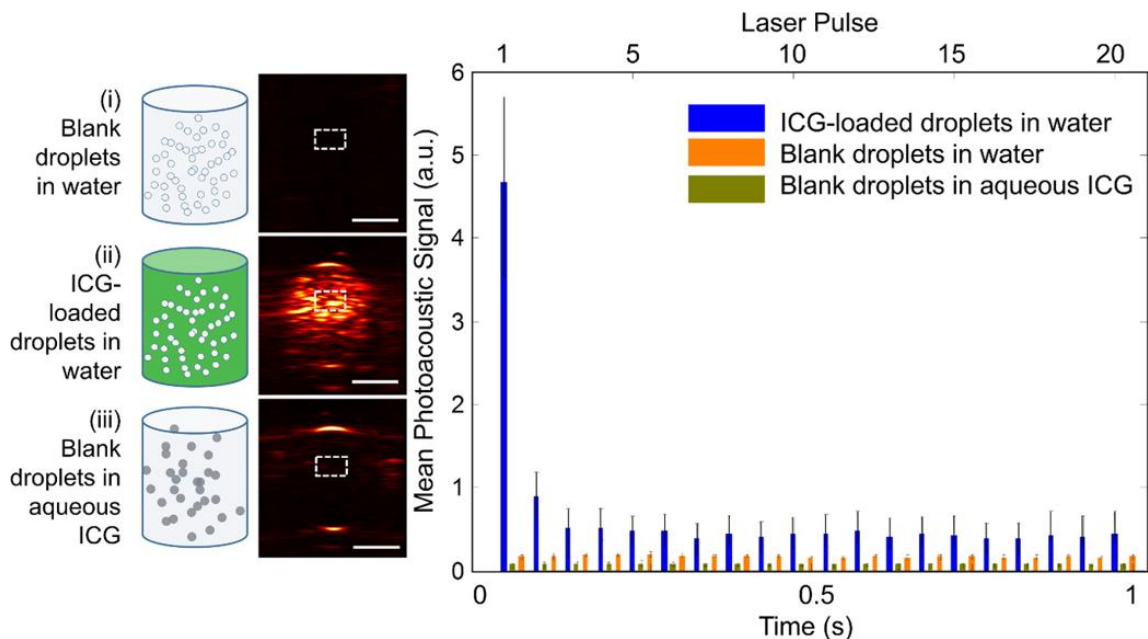 (i)
Blank
droplets
in water
(ii)
ICG-
loaded
droplets in
water
(iii)
Blank
droplets in
aqueous
ICG
Laser Pulse
1 5 10 15 20
Mean Photoacoustic Signal (a.u.)
6
5
4
3
2
1
0
ICG-loaded droplets in water
Blank droplets in water
Blank droplets in aqueous ICG
0 0.5 1
Time (s)